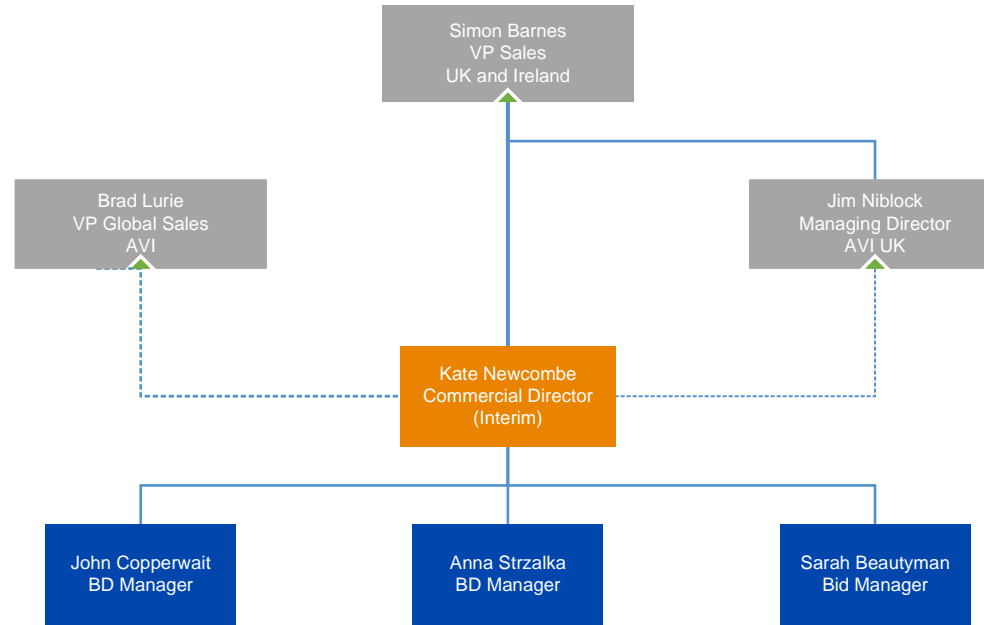 Simon Barnes
VP Sales
UK and Ireland
Brad Lurie
VP Global Sales
AVI
Jim Niblock
Managing Director
AVI UK
Kate Newcombe
Commercial Director
(Interim)
John Copperwait
BD Manager
Anna Strzalka
BD Manager
Sarah Beautyman
Bid Manager